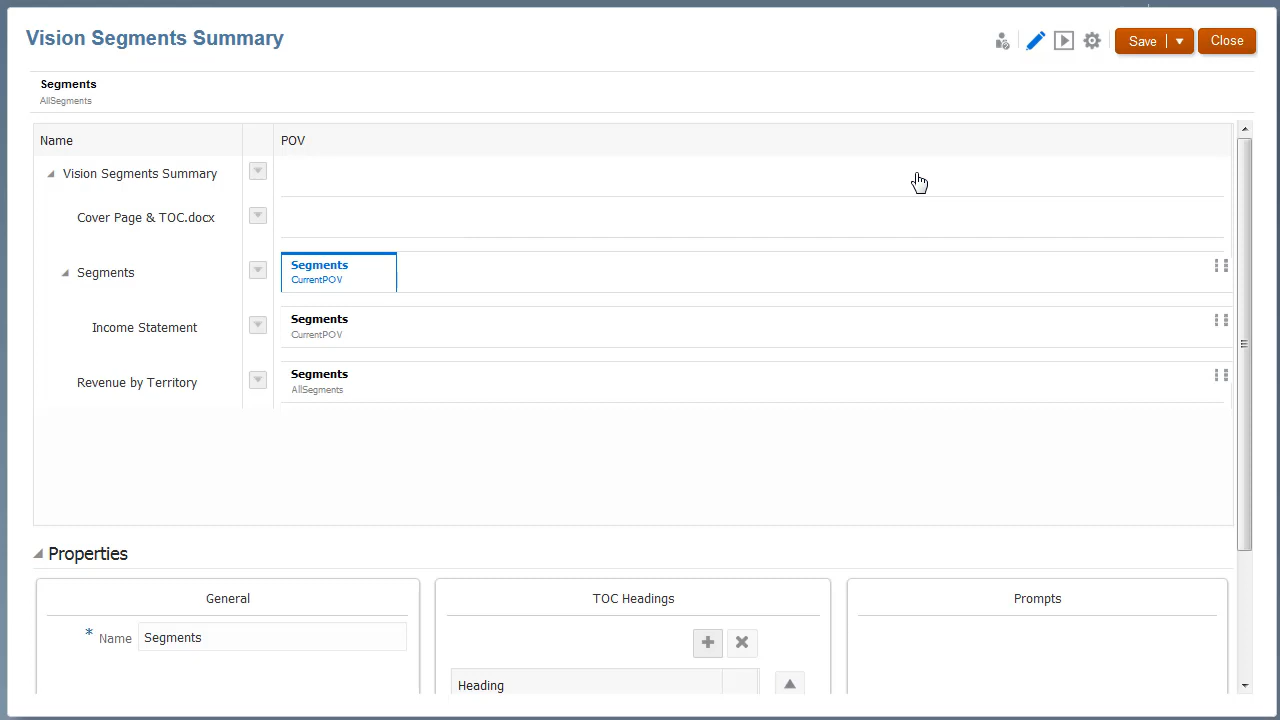 Vision Segments Summary
Save
Close
Segments
AllSegments
Name
POV
Vision Segments Summary
Cover Page & TOC.docx
Segments
Segments
CurrentPOV
Income Statement
Segments
CurrentPOV
Revenue by Territory
Segments
AllSegments
Properties
General
TOC Headings
Prompts
* Name
Segments
Heading